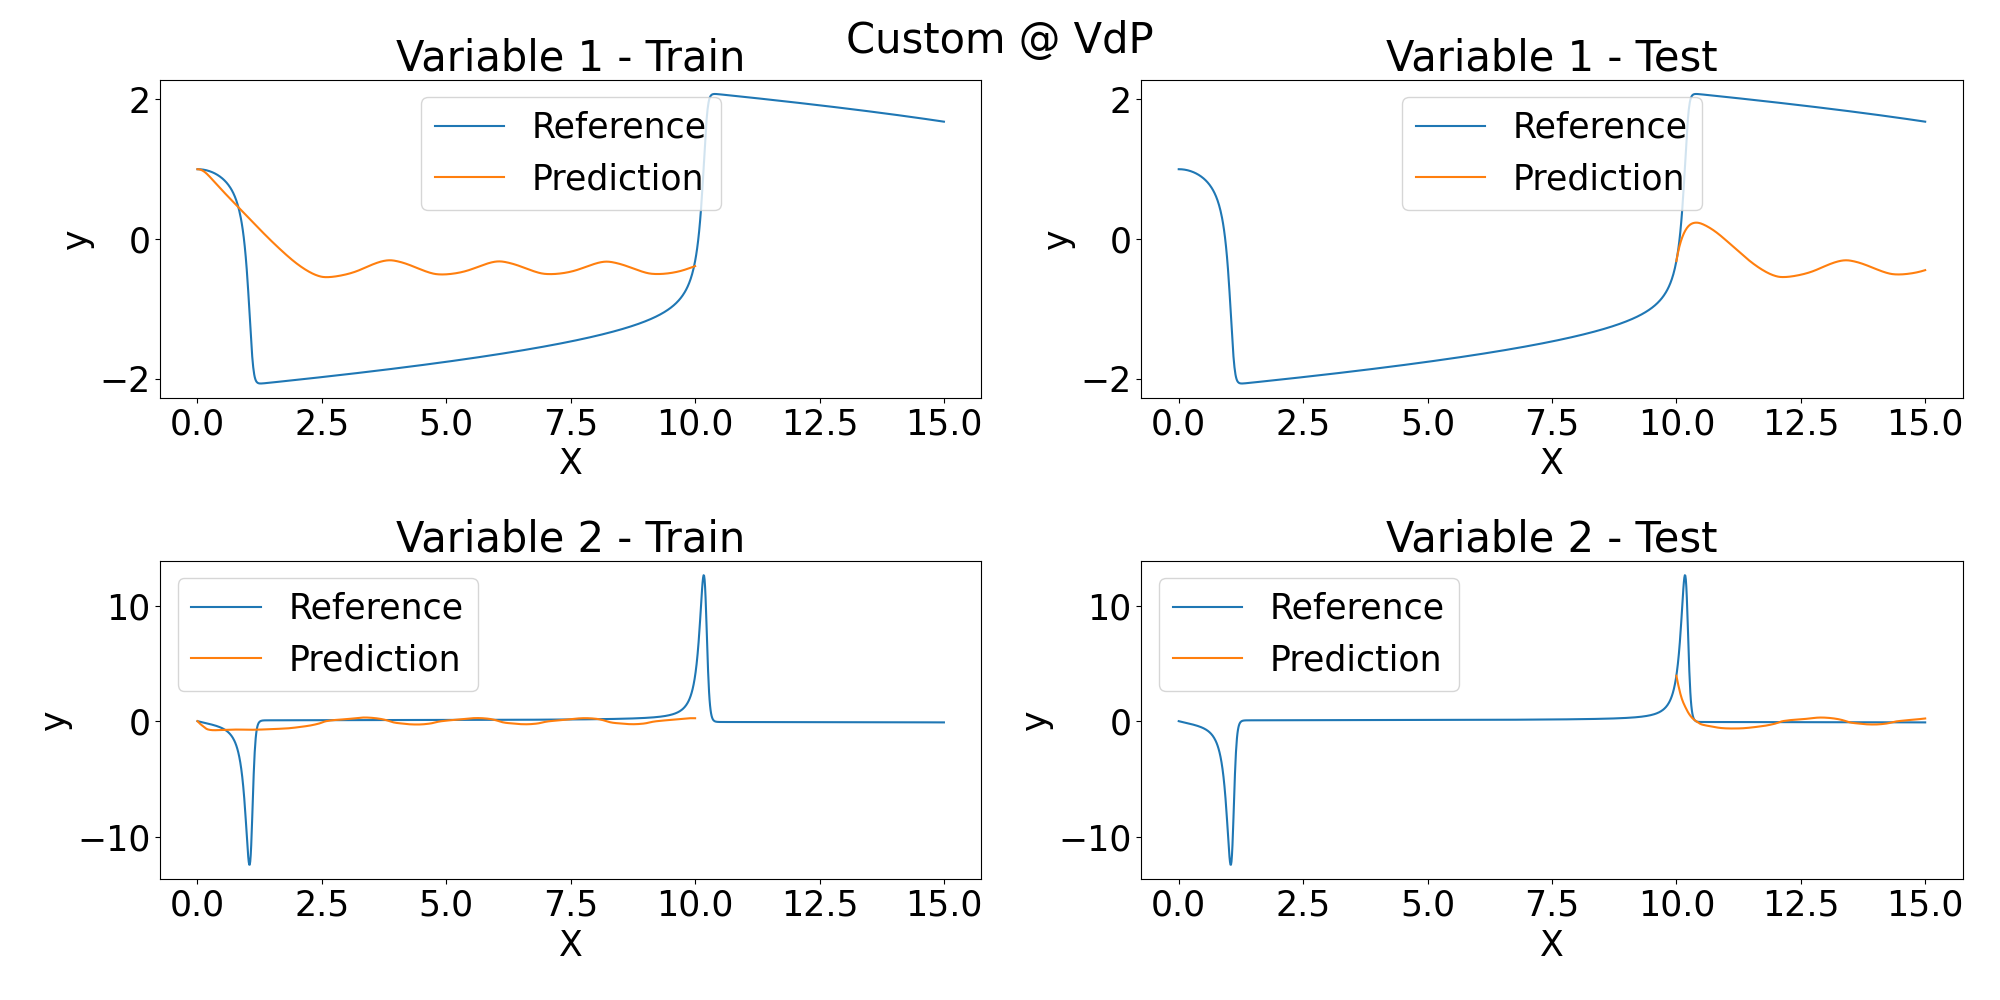 Custom @ VdP
Variable 1 - Train
2
0
−2
y
Reference
Prediction
0.0 2.5 5.0 7.5 10.0 12.5 15.0
X
Variable 1 - Test
2
0
−2
y
Reference
Prediction
0.0 2.5 5.0 7.5 10.0 12.5 15.0
X
Variable 2 - Train
10
0
−10
y
Reference
Prediction
0.0 2.5 5.0 7.5 10.0 12.5 15.0
X
Variable 2 - Test
10
0
−10
y
Reference
Prediction
0.0 2.5 5.0 7.5 10.0 12.5 15.0
X